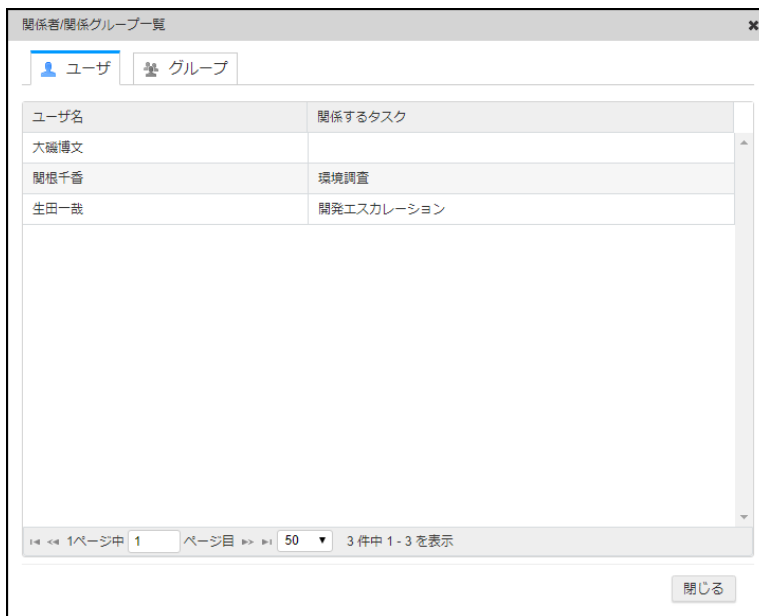 関係者/関係グループ一覧
ユーザ グループ
ユーザ名 関係するタスク
大磯博文
関根千香 環境調査
生田一哉 開発エスカレーション
1ページ中 1 ページ目 50 3 件中 1 - 3 を表示
閉じる